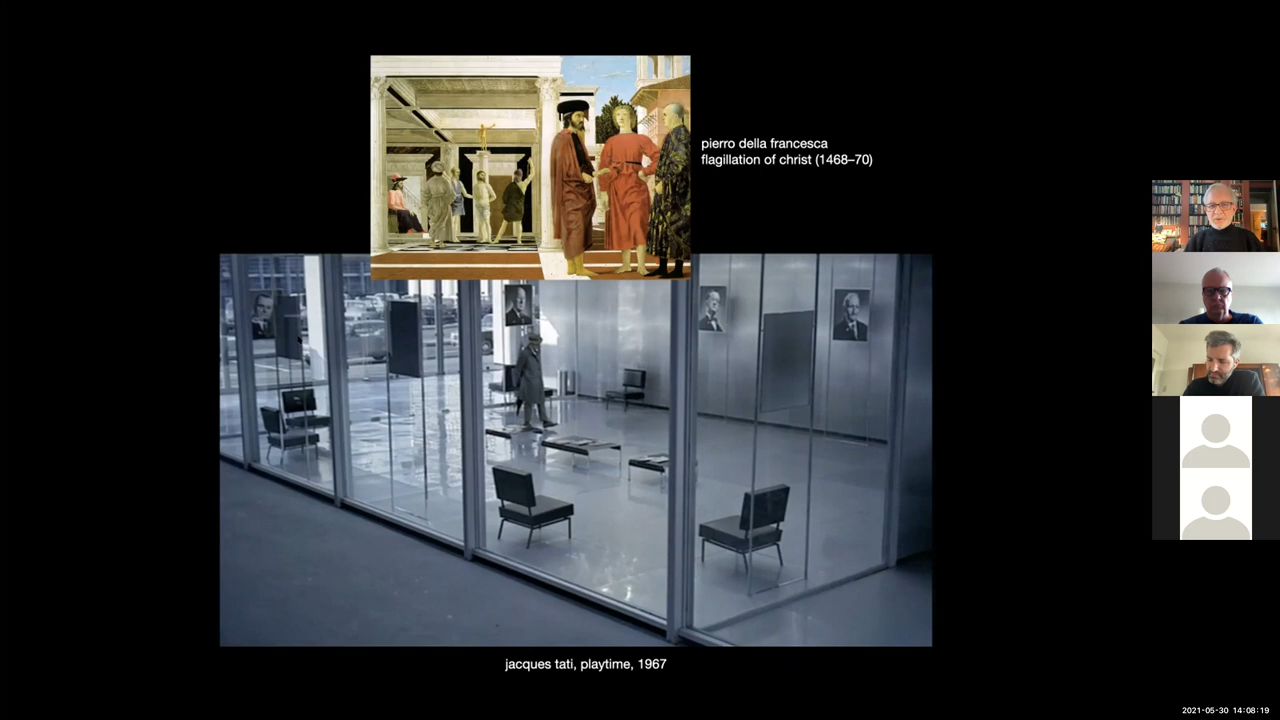 pierro della francesca
flagillation of christ (1468–70)
jacques tati, playtime, 1967
2021-05-30 14:08:19